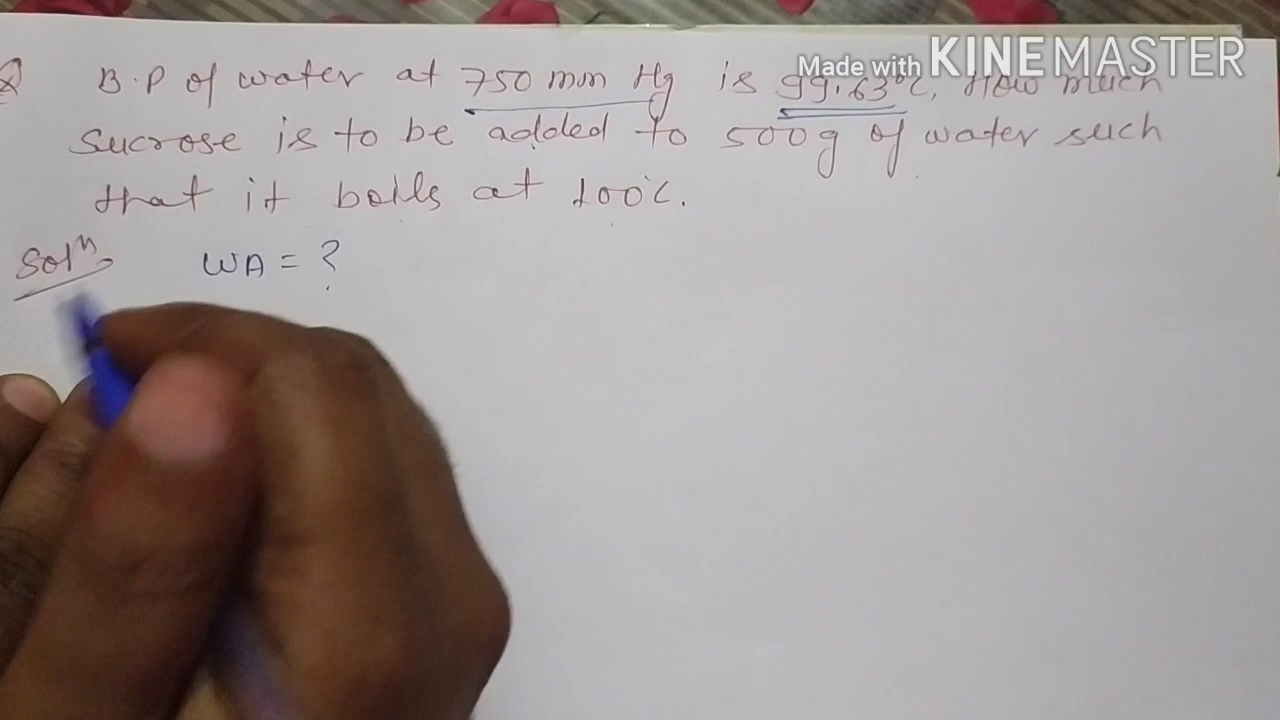 Q B.P of water at 750 mm Hg is 99.63°C. How much
sucrose is to be added to 500g of water such
that it boils at 100°C.
Solⁿ WA = ?
Made with KINEMASTER